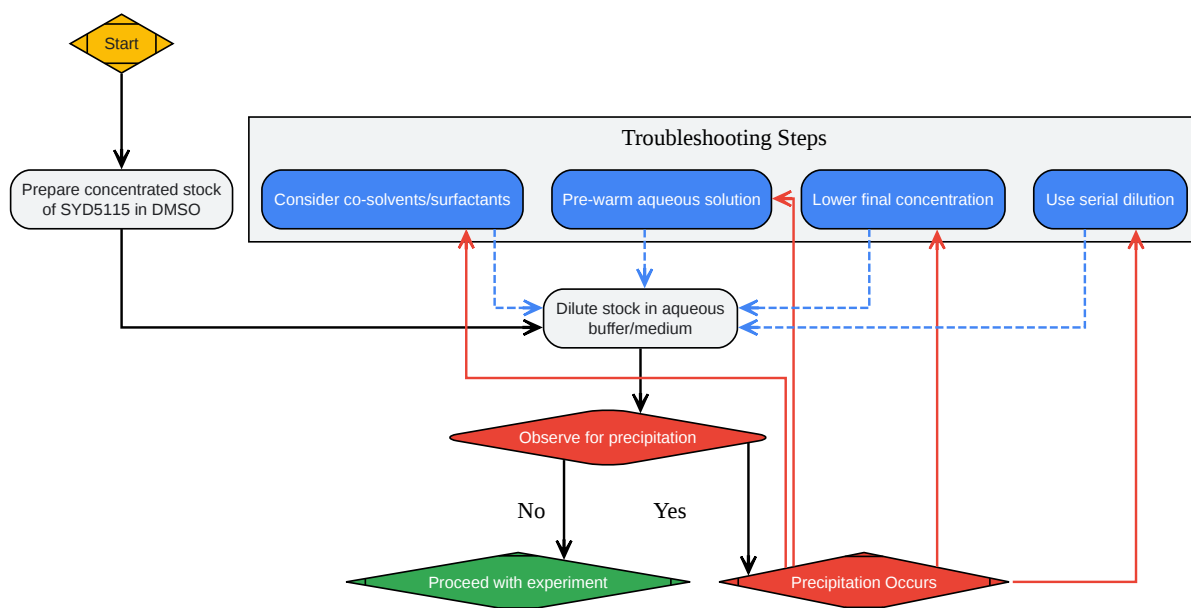 Start
Troubleshooting Steps
Prepare concentrated stock
of SYD5115 in DMSO
Consider co-solvents/surfactants
Pre-warm aqueous solution
Lower final concentration
Use serial dilution
Dilute stock in aqueous
buffer/medium
Observe for precipitation
No
Yes
Proceed with experiment
Precipitation Occurs